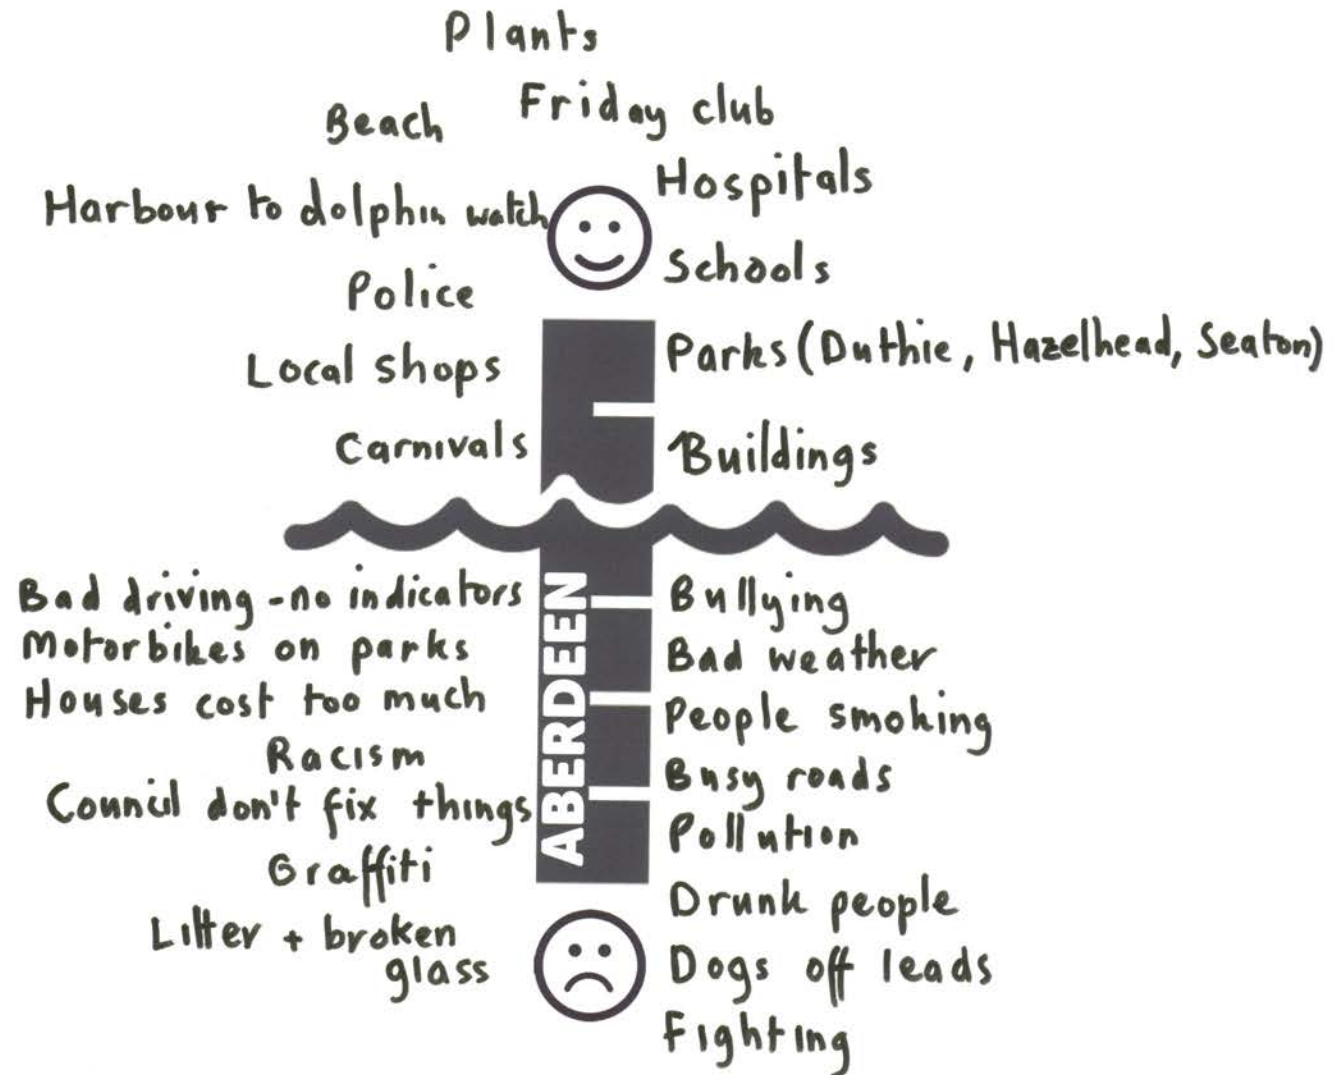 Plants
Friday club
Beach
Hospitals
Harbour to dolphin watch
Schools
Police
Parks (Duthie, Hazelhead, Seaton)
Local shops
Carnivals
Buildings
ABERDEEN
Bad driving - no indicators
Motorbikes on parks
Houses cost too much
Racism
Council don't fix things
Graffiti
Litter + broken
glass
Bullying
Bad weather
People smoking
Busy roads
Pollution
Drunk people
Dogs off leads
Fighting